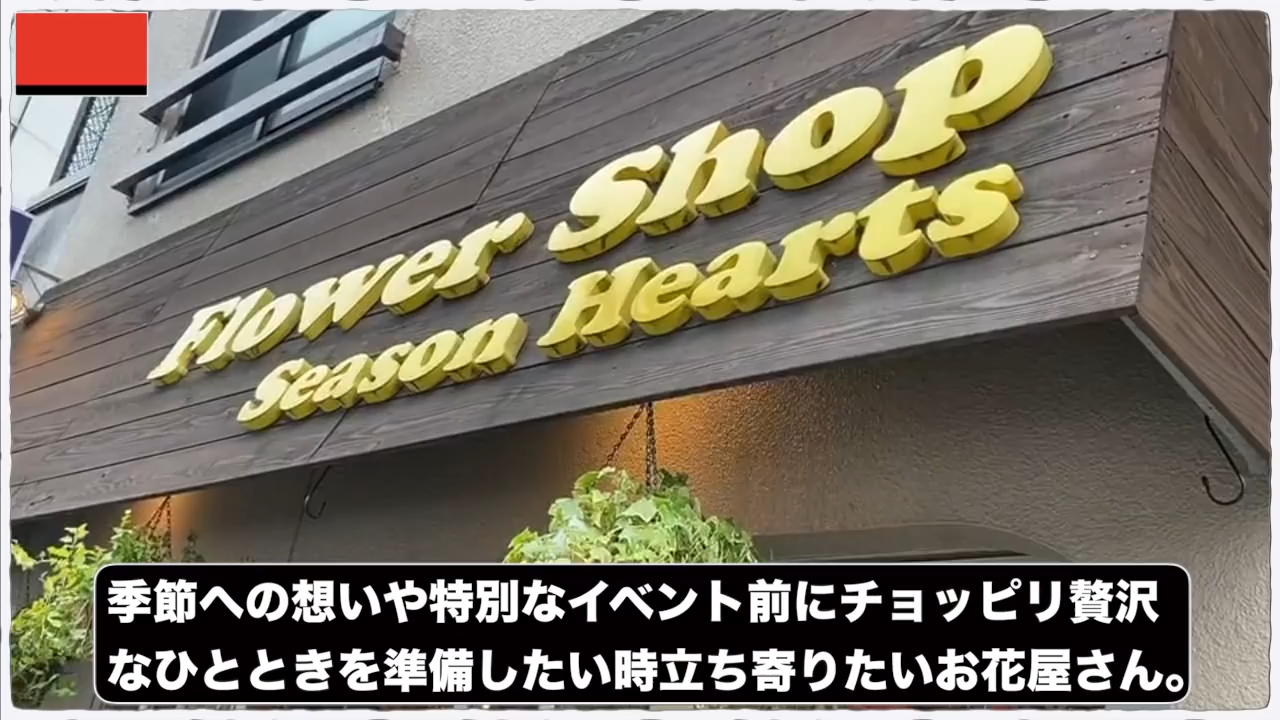 Flower Shop
Season Hearts
季節への想いや特別なイベント前にチョッピリ贅沢
なひとときを準備したい時立ち寄りたいお花屋さん。